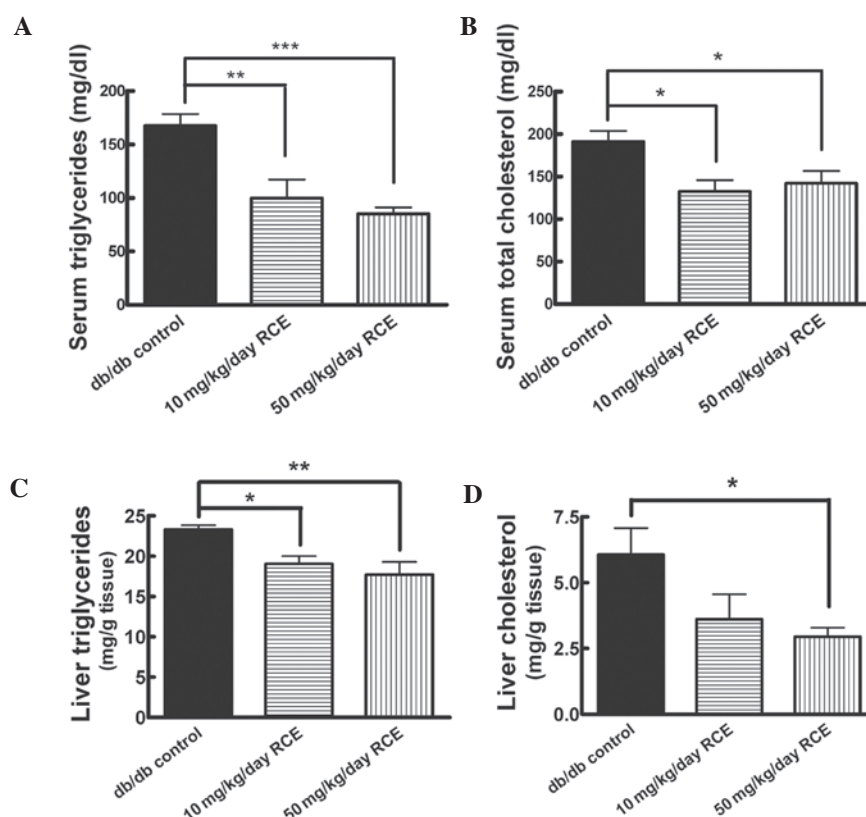 A
Serum triglycerides (mg/dl)
200
150
100
50
0
**
***
db/db control
10 mg/kg/day RCE
50 mg/kg/day RCE
B
Serum total cholesterol (mg/dl)
250
200
150
100
50
0
*
*
db/db control
10 mg/kg/day RCE
50 mg/kg/day RCE
C
Liver triglycerides
(mg/g tissue)
25
20
15
10
5
0
*
**
db/db control
10 mg/kg/day RCE
50 mg/kg/day RCE
D
Liver cholesterol
(mg/g tissue)
7.5
5.0
2.5
0.0
*
db/db control
10 mg/kg/day RCE
50 mg/kg/day RCE